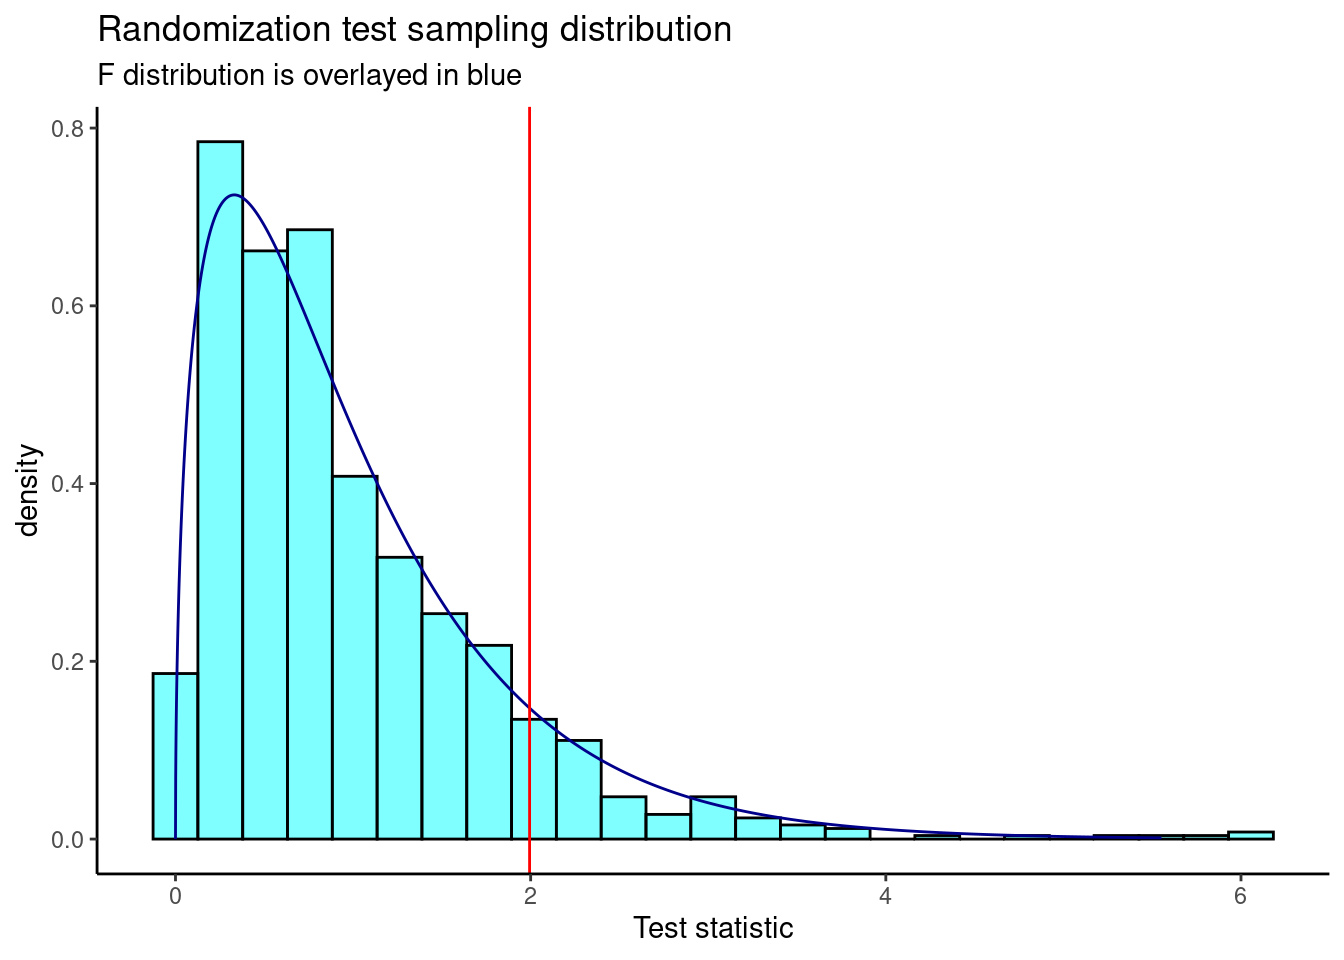 Randomization test sampling distribution
F distribution is overlayed in blue
density
0.8
0.6
0.4
0.2
0.0
0
2
4
6
Test statistic